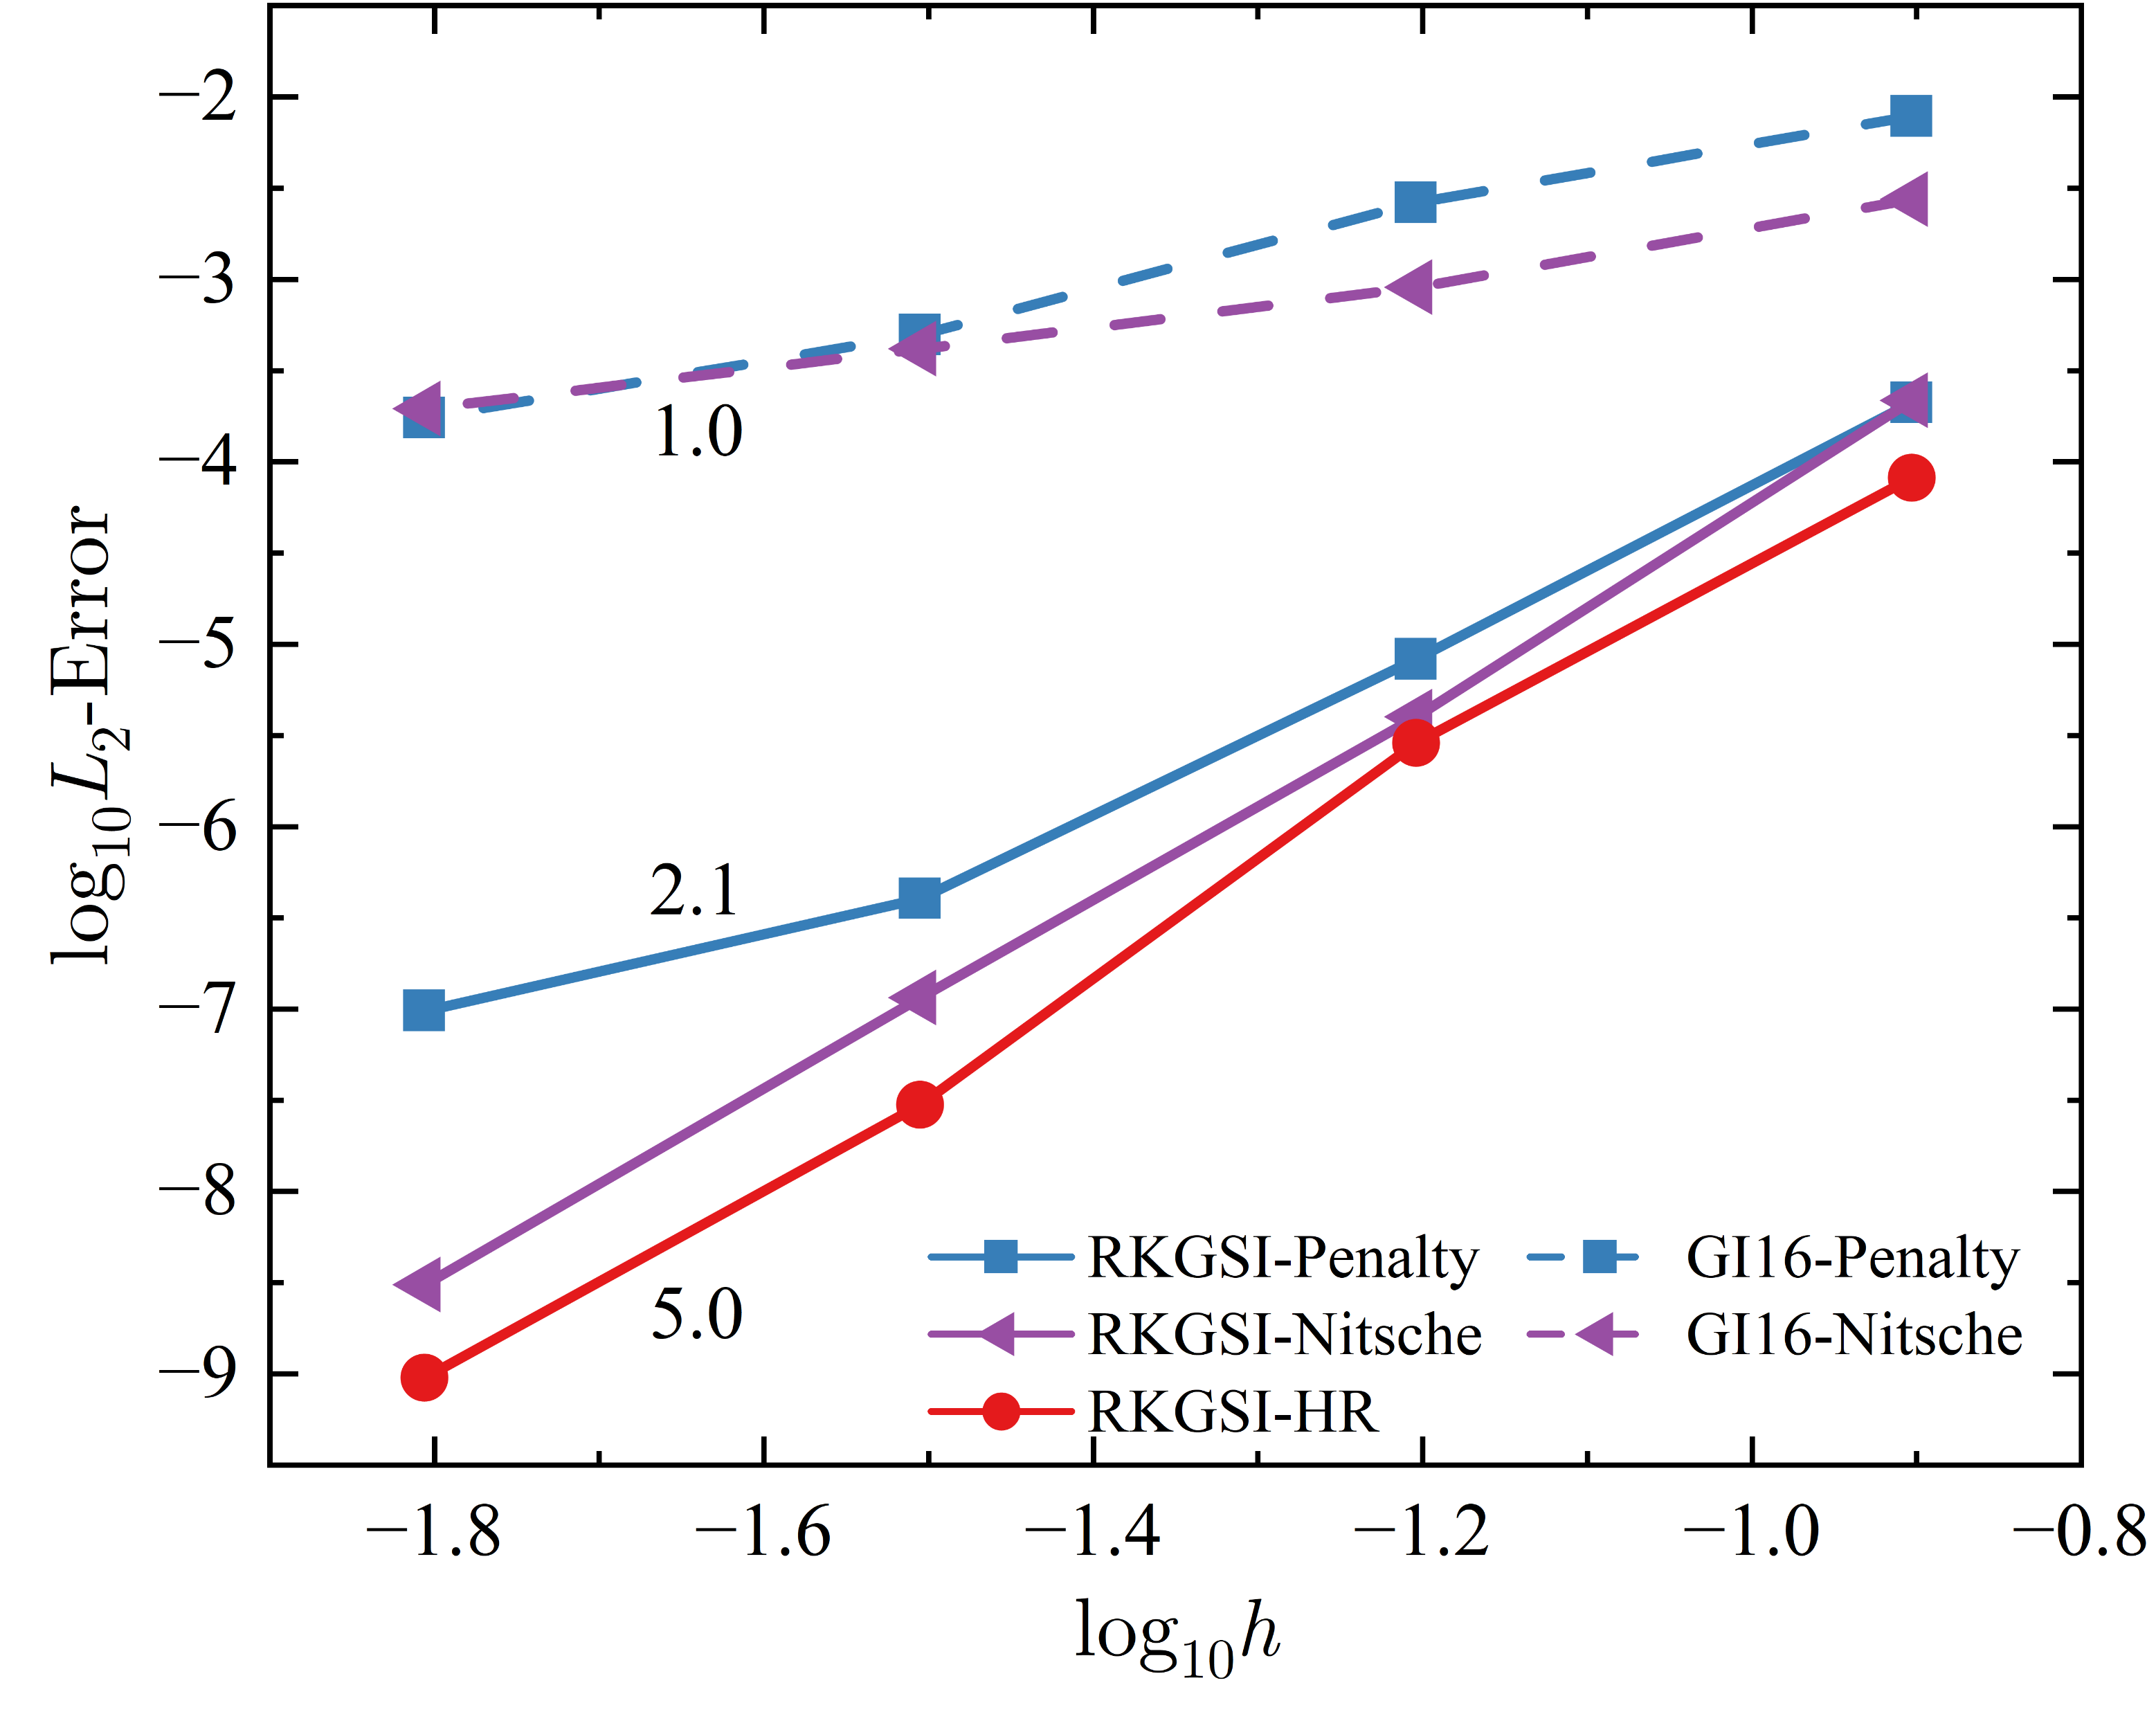 −2
−3
−4
−5
−6
−7
−8
−9
log₁₀L₂-Error
1.0
2.1
5.0
RKGSI-Penalty
GI16-Penalty
RKGSI-Nitsche
GI16-Nitsche
RKGSI-HR
−1.8 −1.6 −1.4 −1.2 −1.0 −0.8
log₁₀h